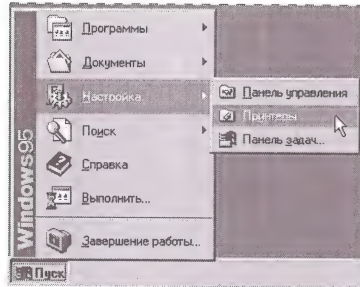 Программы
Документы
Настройка
Поиск
Справка
Выполнить...
Завершение работы...
Панель управления
Принтеры
Панель задач...
Windows95
Пуск